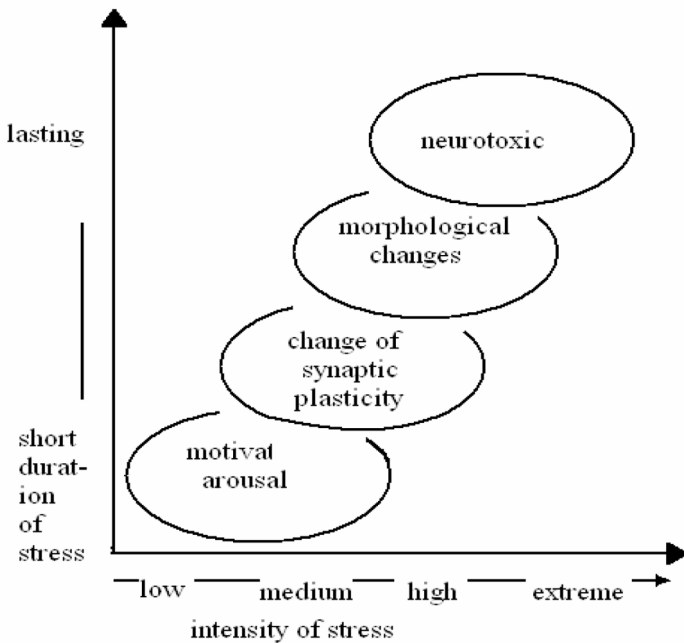 lasting
neurotoxic
morphological
changes
change of
synaptic
plasticity
short
durat-
ion
of
stress
motivat
arousal
low medium high extreme
intensity of stress